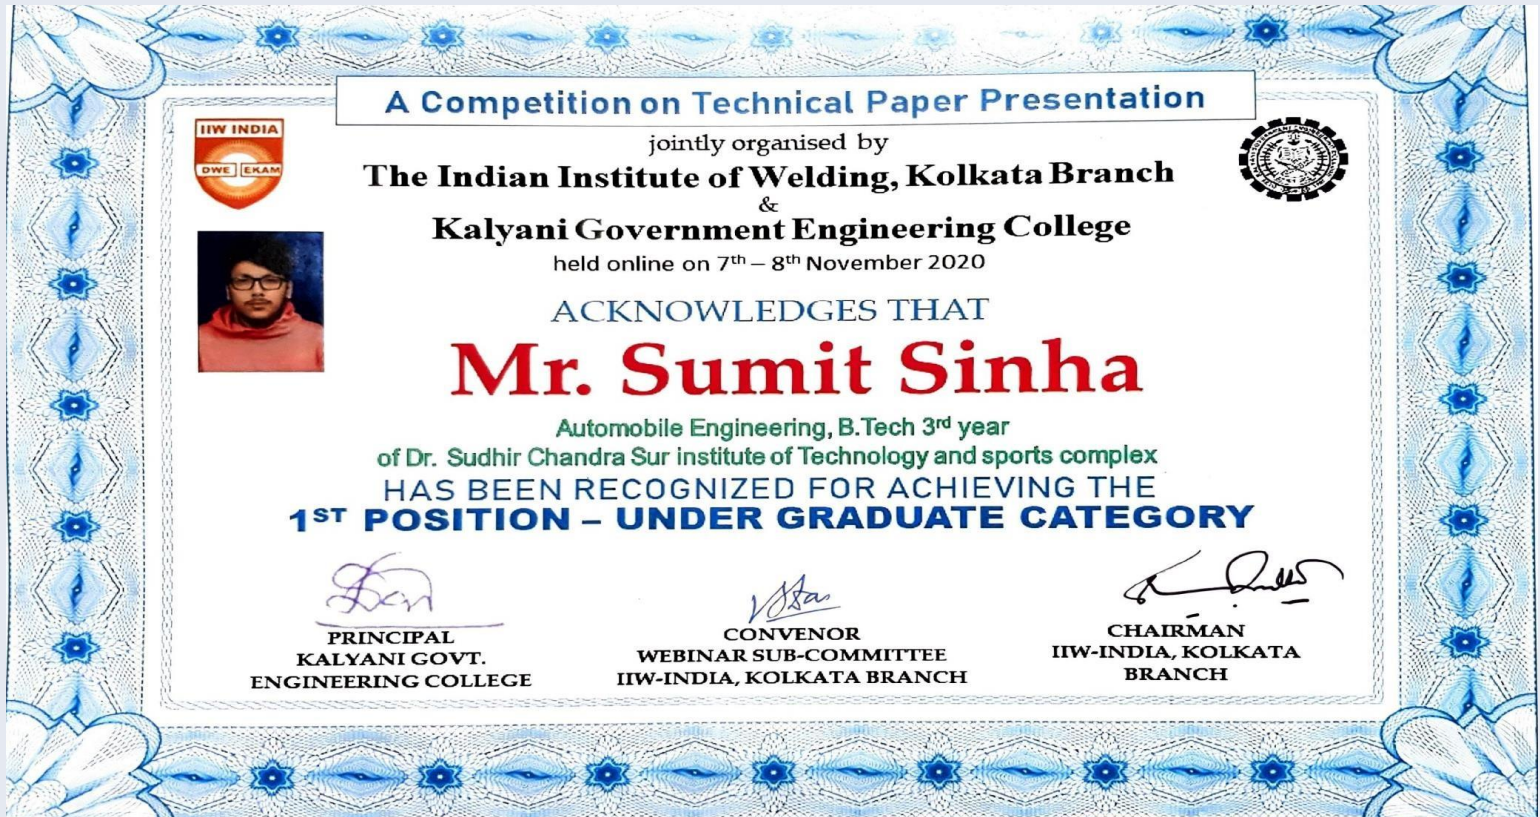 A Competition on Technical Paper Presentation
jointly organised by
The Indian Institute of Welding, Kolkata Branch
&
Kalyani Government Engineering College
held online on 7th – 8th November 2020
IIW INDIA
DWE EKAM
ACKNOWLEDGES THAT
Mr. Sumit Sinha
Automobile Engineering, B.Tech 3rd year
of Dr. Sudhir Chandra Sur institute of Technology and sports complex
HAS BEEN RECOGNIZED FOR ACHIEVING THE
1ST POSITION – UNDER GRADUATE CATEGORY
PRINCIPAL
KALYANI GOVT.
ENGINEERING COLLEGE
CONVENOR
WEBINAR SUB-COMMITTEE
IIW-INDIA, KOLKATA BRANCH
CHAIRMAN
IIW-INDIA, KOLKATA
BRANCH